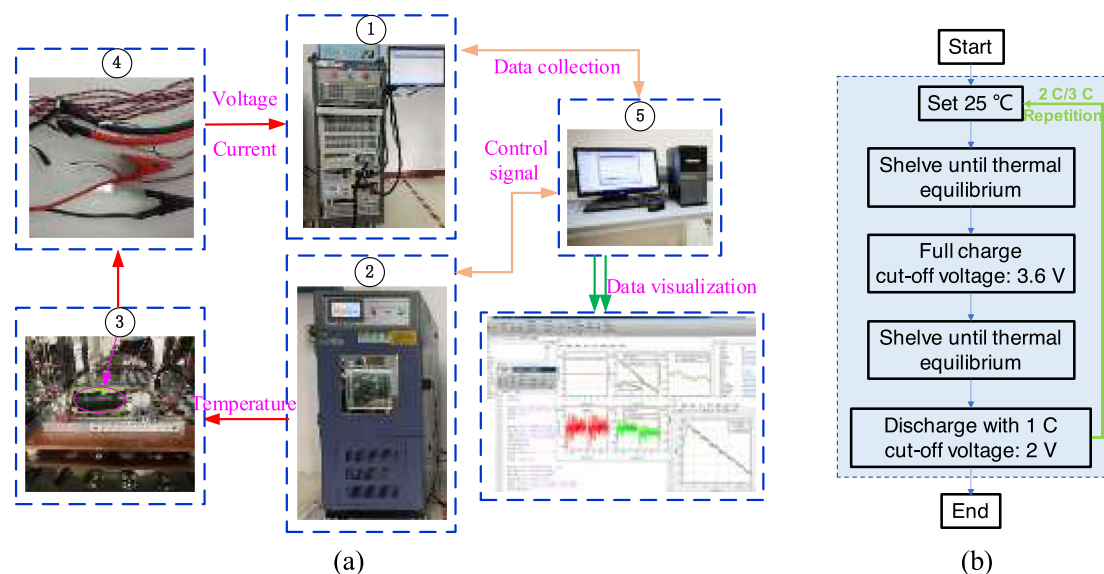 ①
④
Voltage
Current
Data collection
⑤
Control
signal
②
③
Temperature
Data visualization
(a)
Start
Set 25 ℃
2 C/3 C
Repetition
Shelve until thermal
equilibrium
Full charge
cut-off voltage: 3.6 V
Shelve until thermal
equilibrium
Discharge with 1 C
cut-off voltage: 2 V
End
(b)